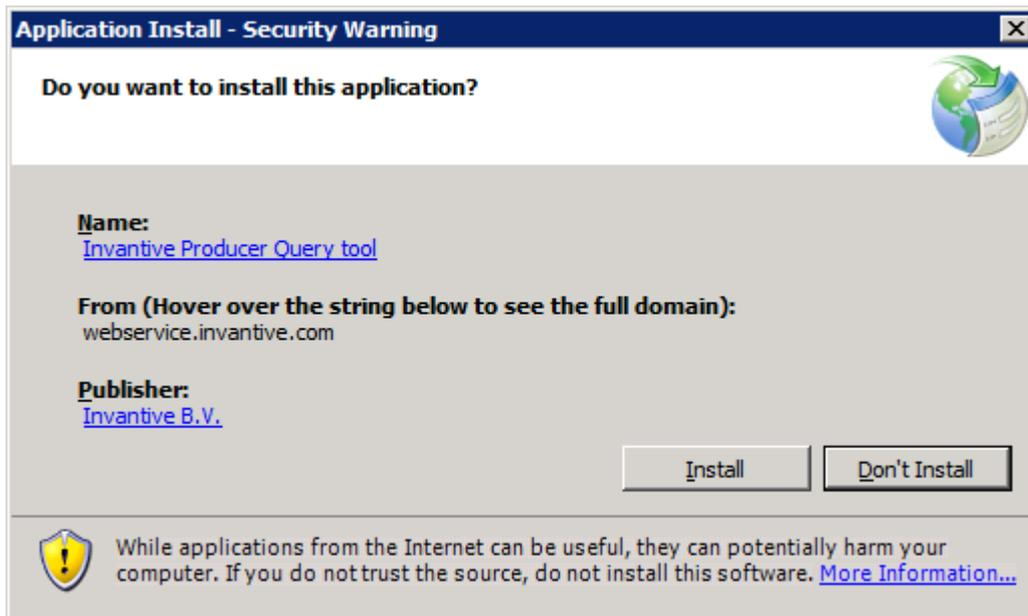 Application Install - Security Warning
Do you want to install this application?
Name:
Invantive Producer Query tool
From (Hover over the string below to see the full domain):
webservice.invantive.com
Publisher:
Invantive B.V.
Install
Don't Install
While applications from the Internet can be useful, they can potentially harm your
computer. If you do not trust the source, do not install this software. More Information...